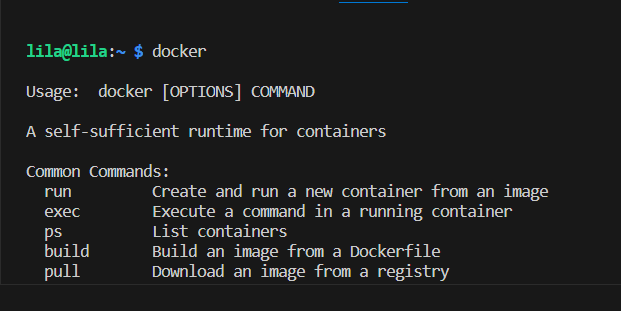 lila@lila:~ $ docker
Usage:  docker [OPTIONS] COMMAND
A self-sufficient runtime for containers
Common Commands:
  run         Create and run a new container from an image
  exec        Execute a command in a running container
  ps          List containers
  build       Build an image from a Dockerfile
  pull        Download an image from a registry